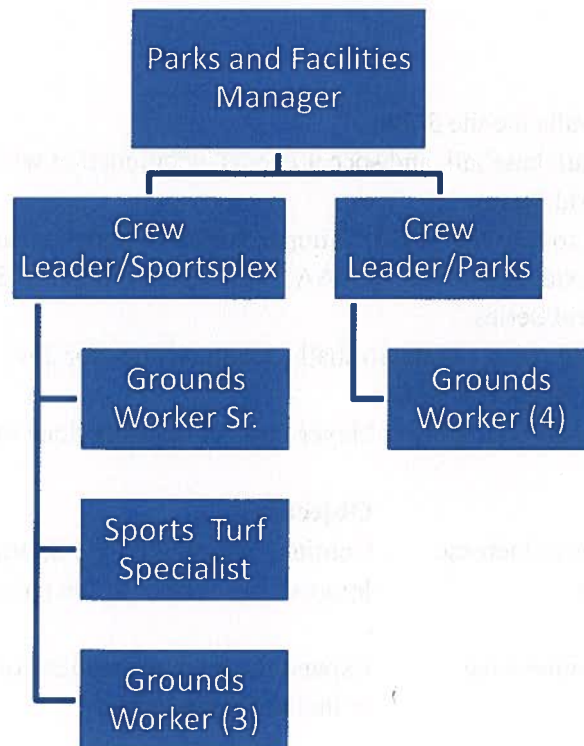 Parks and Facilities
Manager
Crew
Leader/Sportsplex
Crew
Leader/Parks
Grounds
Worker Sr.
Grounds
Worker (4)
Sports Turf
Specialist
Grounds
Worker (3)